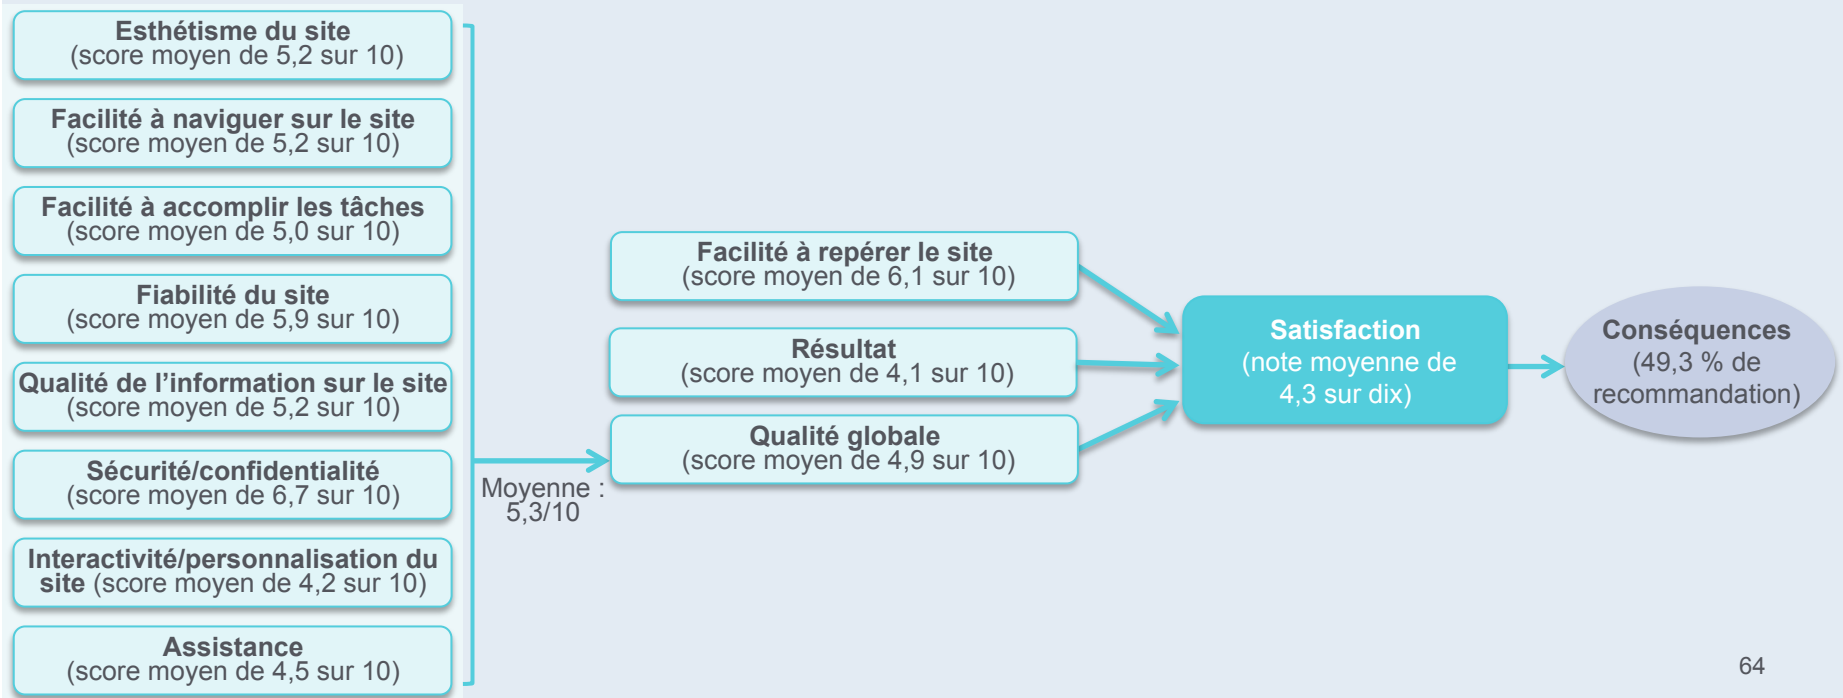 Esthétisme du site
(score moyen de 5,2 sur 10)
Facilité à naviguer sur le site
(score moyen de 5,2 sur 10)
Facilité à accomplir les tâches
(score moyen de 5,0 sur 10)
Fiabilité du site
(score moyen de 5,9 sur 10)
Qualité de l’information sur le site
(score moyen de 5,2 sur 10)
Sécurité/confidentialité
(score moyen de 6,7 sur 10)
Interactivité/personnalisation du
site (score moyen de 4,2 sur 10)
Assistance
(score moyen de 4,5 sur 10)
Moyenne :
5,3/10
Facilité à repérer le site
(score moyen de 6,1 sur 10)
Résultat
(score moyen de 4,1 sur 10)
Qualité globale
(score moyen de 4,9 sur 10)
Satisfaction
(note moyenne de
4,3 sur dix)
Conséquences
(49,3 % de
recommandation)
64